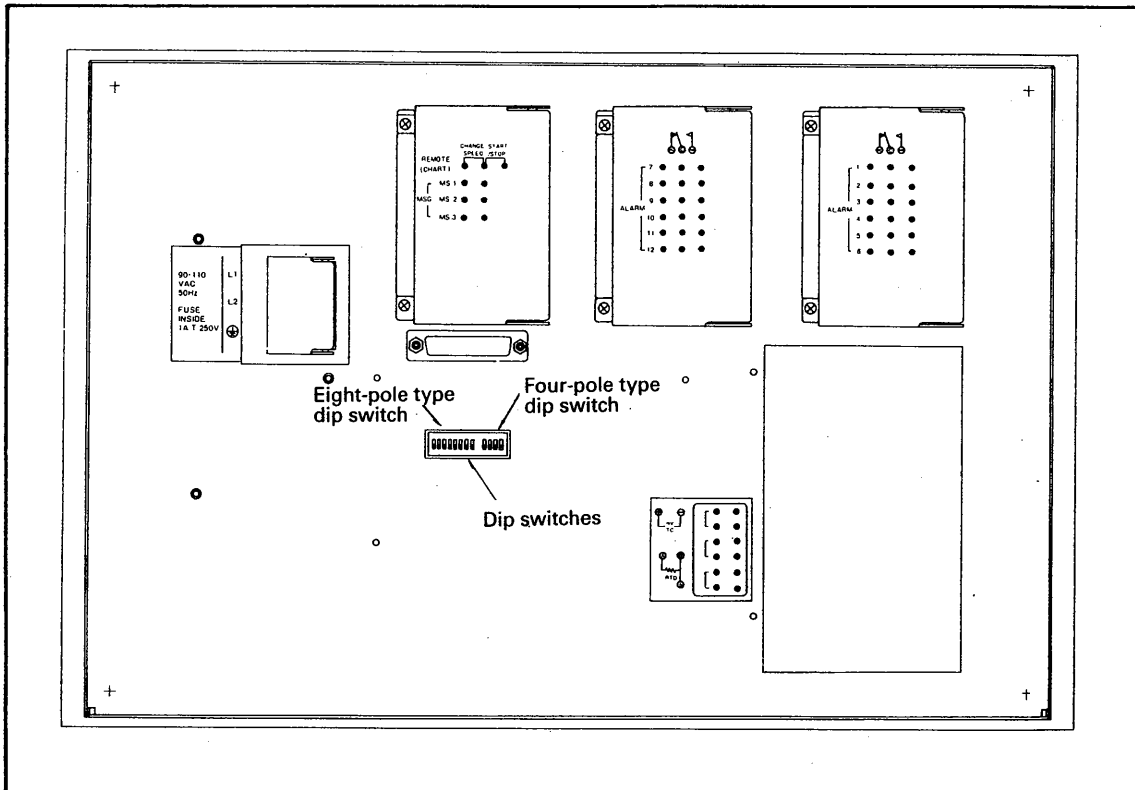 CHANGE START
SPEED /STOP
REMOTE
(CHART)
MSG
MS 1
MS 2
MS 3
ALARM
7
8
9
10
11
12
ALARM
1
2
3
4
5
6
90-110
VAC
50Hz
FUSE
INSIDE
1A T 250V
L1
L2
Eight-pole type
dip switch
Four-pole type
dip switch
Dip switches
TC
RTD